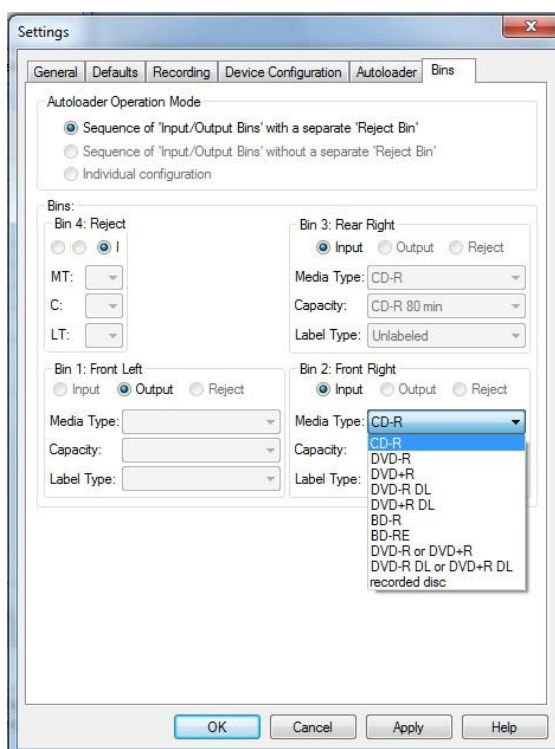 Settings
General Defaults Recording Device Configuration Autoloader Bins
Autoloader Operation Mode
Sequence of 'Input/Output Bins' with a separate 'Reject Bin'
Sequence of 'Input/Output Bins' without a separate 'Reject Bin'
Individual configuration
Bins:
Bin 4: Reject
I
MT:
C:
LT:
Bin 3: Rear Right
Input Output Reject
Media Type: CD-R
Capacity: CD-R 80 min
Label Type: Unlabeled
Bin 1: Front Left
Input Output Reject
Media Type:
Capacity:
Label Type:
Bin 2: Front Right
Input Output Reject
Media Type: CD-R
Capacity:
Label Type:
CD-R
DVD-R
DVD+R
DVD-R DL
DVD+R DL
BD-R
BD-RE
DVD-R or DVD+R
DVD-R DL or DVD+R DL
recorded disc
OK Cancel Apply Help